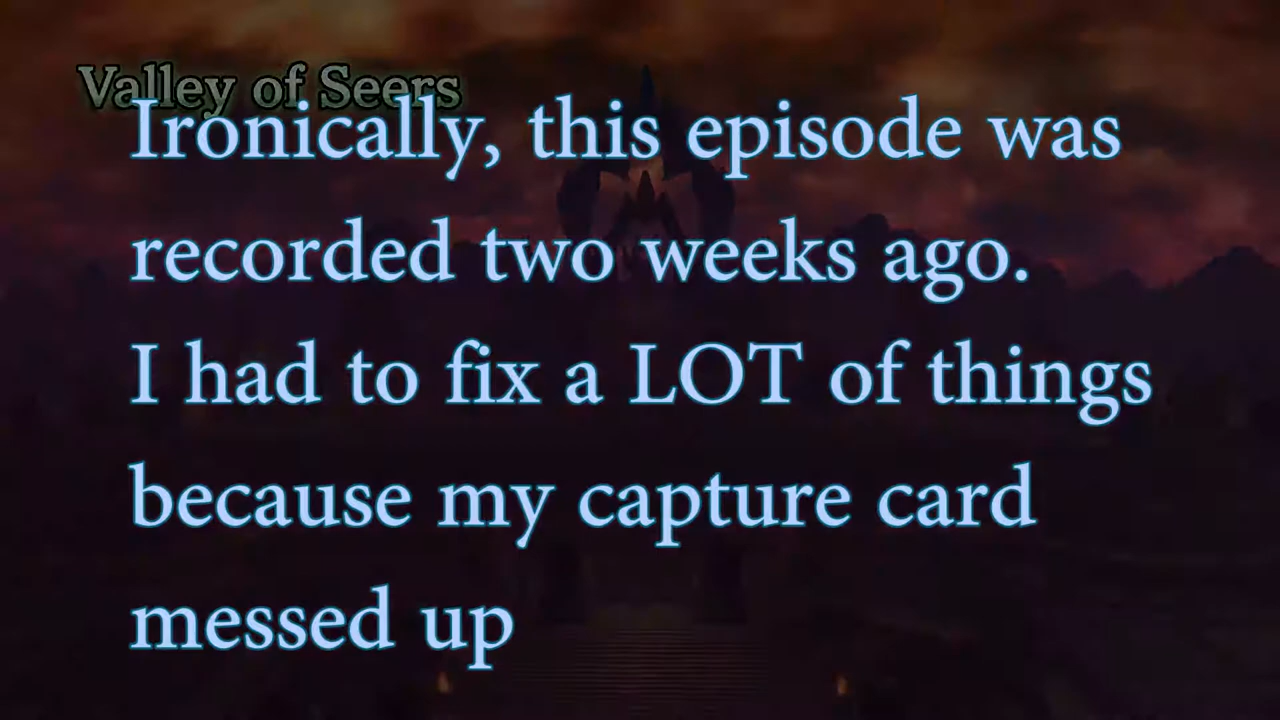 Valley of Seers
Ironically, this episode was
recorded two weeks ago.
I had to fix a LOT of things
because my capture card
messed up